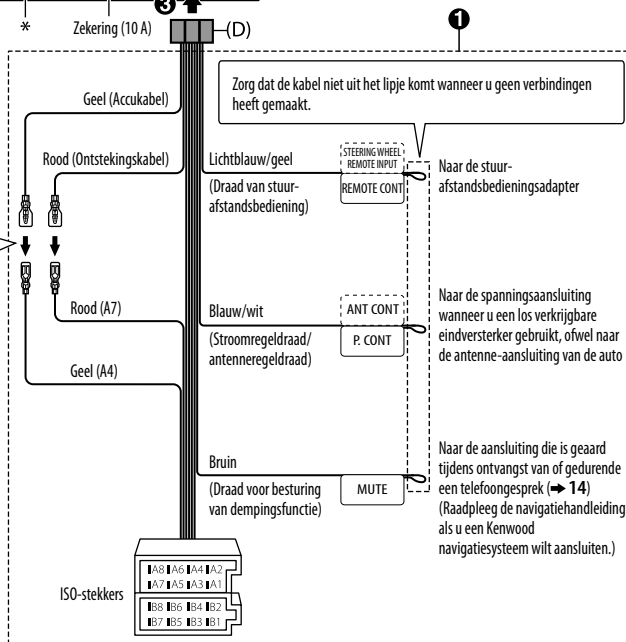 ❸
*
Zekering (10 A)
(D)
❶
Zorg dat de kabel niet uit het lipje komt wanneer u geen verbindingen
heeft gemaakt.
Geel (Accukabel)
Rood (Ontstekingskabel)
Lichtblauw/geel
(Draad van stuur-
afstandsbediening)
STEERING WHEEL
REMOTE INPUT
REMOTE CONT
Naar de stuur-
afstandsbedieningsadapter
Rood (A7)
Geel (A4)
Blauw/wit
(Stroomregeldraad/
antenneregeldraad)
ANT CONT
P. CONT
Naar de spanningsaansluiting
wanneer u een los verkrijgbare
eindversterker gebruikt, ofwel naar
de antenne-aansluiting van de auto
Bruin
(Draad voor besturing
van dempingsfunctie)
MUTE
Naar de aansluiting die is geaard
tijdens ontvangst van of gedurende
een telefoongesprek (➡ 14)
(Raadpleeg de navigatiehandleiding
als u een Kenwood
navigatiesysteem wilt aansluiten.)
ISO-stekkers
A8 A6 A4 A2
A7 A5 A3 A1
B8 B6 B4 B2
B7 B5 B3 B1